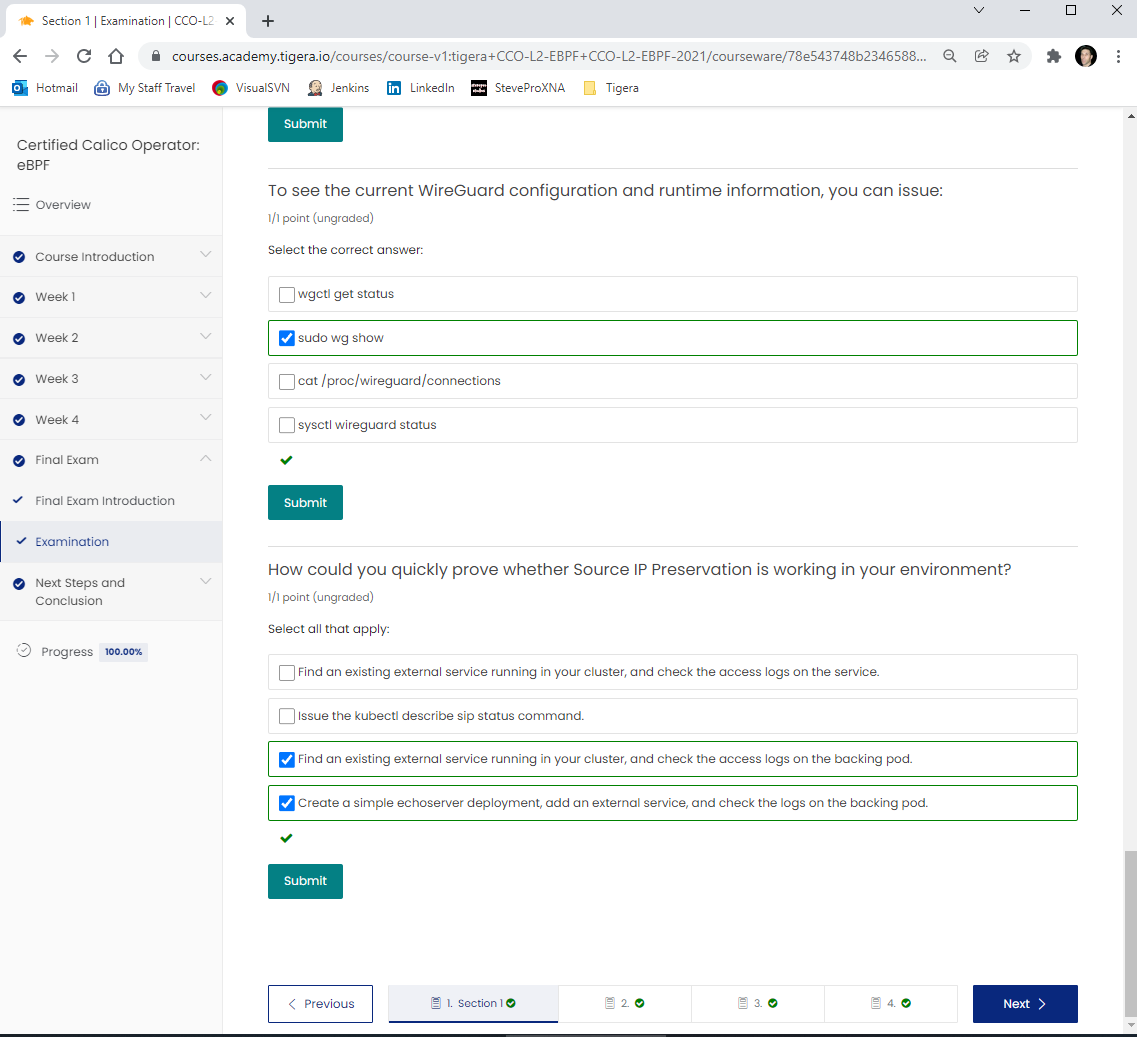 Section 1 | Examination | CCO-L2
courses.academy.tigera.io/courses/course-v1:tigera+CCO-L2-EBPF+CCO-L2-EBPF-2021/courseware/78e543748b2346588...
Hotmail My Staff Travel VisualSVN Jenkins LinkedIn SteveProXNA Tigera
Certified Calico Operator:
eBPF
Overview
Course Introduction
Week 1
Week 2
Week 3
Week 4
Final Exam
Final Exam Introduction
Examination
Next Steps and
Conclusion
Progress 100.00%
Submit
To see the current WireGuard configuration and runtime information, you can issue:
1/1 point (ungraded)
Select the correct answer:
wgctl get status
sudo wg show
cat /proc/wireguard/connections
sysctl wireguard status
Submit
How could you quickly prove whether Source IP Preservation is working in your environment?
1/1 point (ungraded)
Select all that apply:
Find an existing external service running in your cluster, and check the access logs on the service.
Issue the kubectl describe sip status command.
Find an existing external service running in your cluster, and check the access logs on the backing pod.
Create a simple echoserver deployment, add an external service, and check the logs on the backing pod.
Submit
Previous 1. Section 1 2. 3. 4. Next